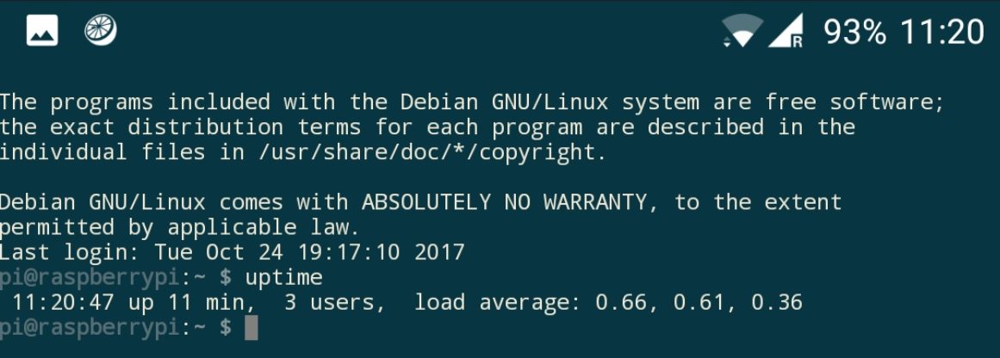 R 93% 11:20
The programs included with the Debian GNU/Linux system are free software;
the exact distribution terms for each program are described in the
individual files in /usr/share/doc/*/copyright.
Debian GNU/Linux comes with ABSOLUTELY NO WARRANTY, to the extent
permitted by applicable law.
Last login: Tue Oct 24 19:17:10 2017
pi@raspberrypi:~ $ uptime
 11:20:47 up 11 min,  3 users,  load average: 0.66, 0.61, 0.36
pi@raspberrypi:~ $